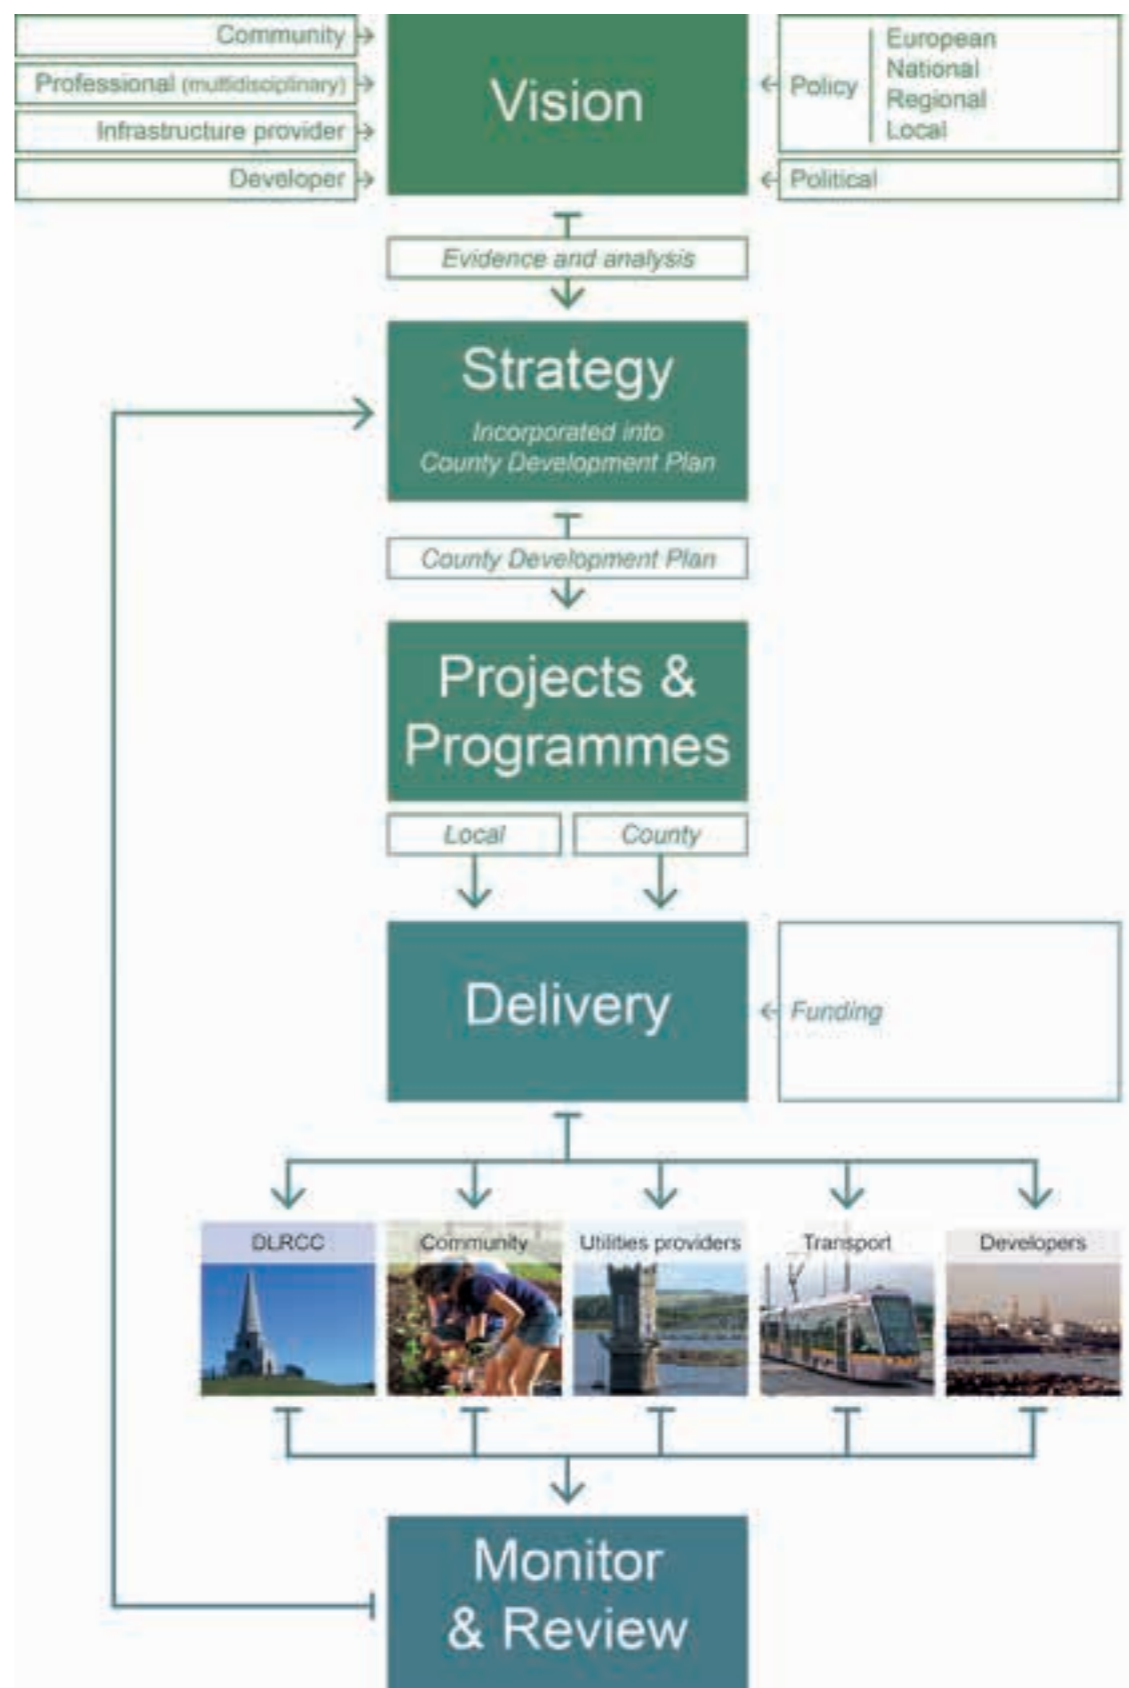 Community
Professional (multidisciplinary)
Infrastructure provider
Developer
Vision
Policy
European
National
Regional
Local
Political
Evidence and analysis
Strategy
Incorporated into
County Development Plan
County Development Plan
Projects &
Programmes
Local
County
Delivery
Funding
DLRCC
Community
Utilities providers
Transport
Developers
Monitor
& Review